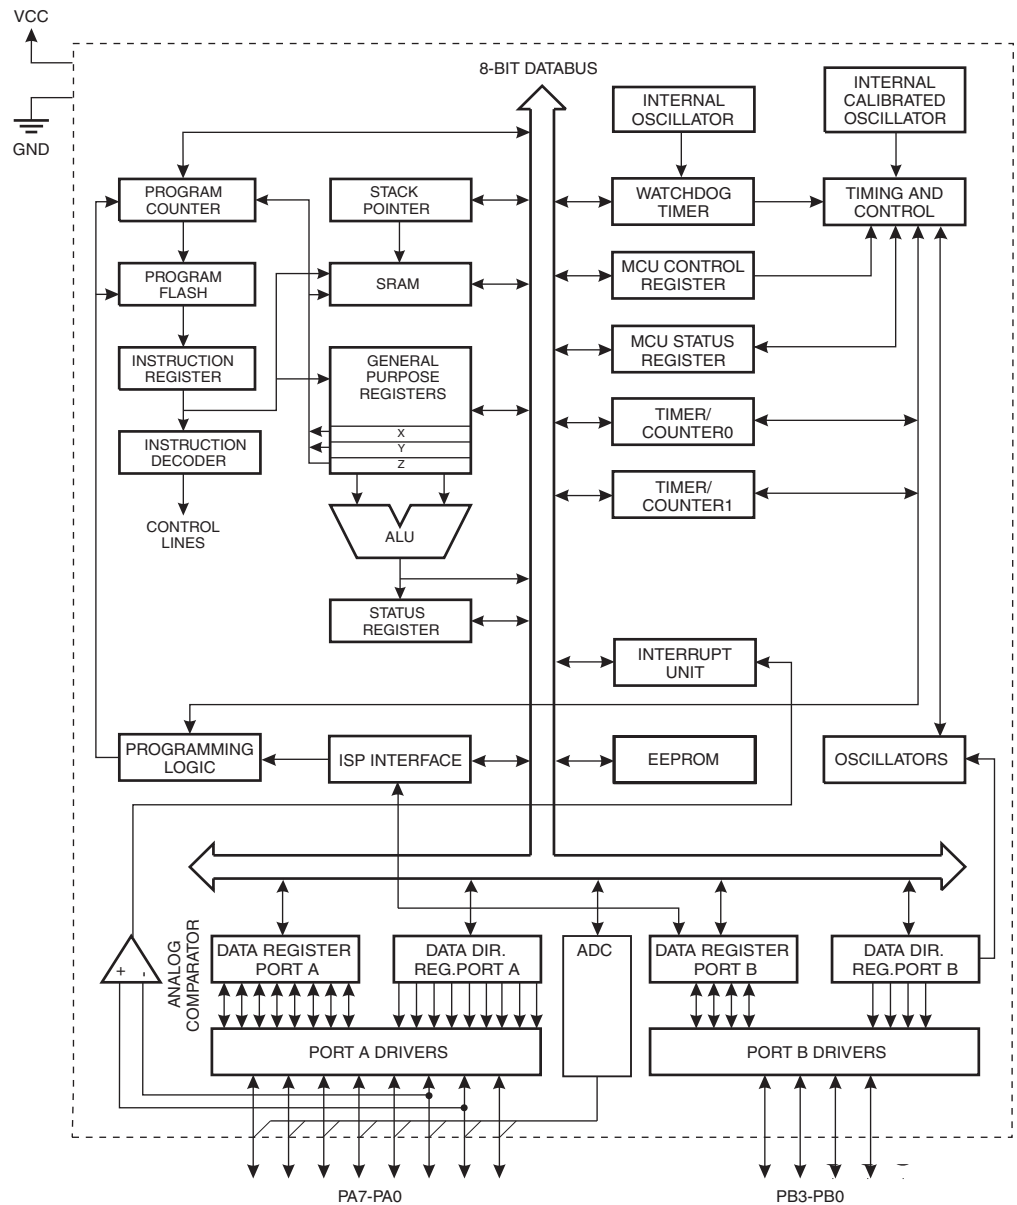 VCC
GND
8-BIT DATABUS
INTERNAL
OSCILLATOR
INTERNAL
CALIBRATED
OSCILLATOR
PROGRAM
COUNTER
STACK
POINTER
WATCHDOG
TIMER
TIMING AND
CONTROL
PROGRAM
FLASH
SRAM
MCU CONTROL
REGISTER
INSTRUCTION
REGISTER
GENERAL
PURPOSE
REGISTERS
X
Y
Z
MCU STATUS
REGISTER
INSTRUCTION
DECODER
TIMER/
COUNTER0
CONTROL
LINES
ALU
TIMER/
COUNTER1
STATUS
REGISTER
INTERRUPT
UNIT
PROGRAMMING
LOGIC
ISP INTERFACE
EEPROM
OSCILLATORS
ANALOG
COMPARATOR
+
-
DATA REGISTER
PORT A
DATA DIR.
REG.PORT A
ADC
DATA REGISTER
PORT B
DATA DIR.
REG.PORT B
PORT A DRIVERS
PORT B DRIVERS
PA7-PA0
PB3-PB0